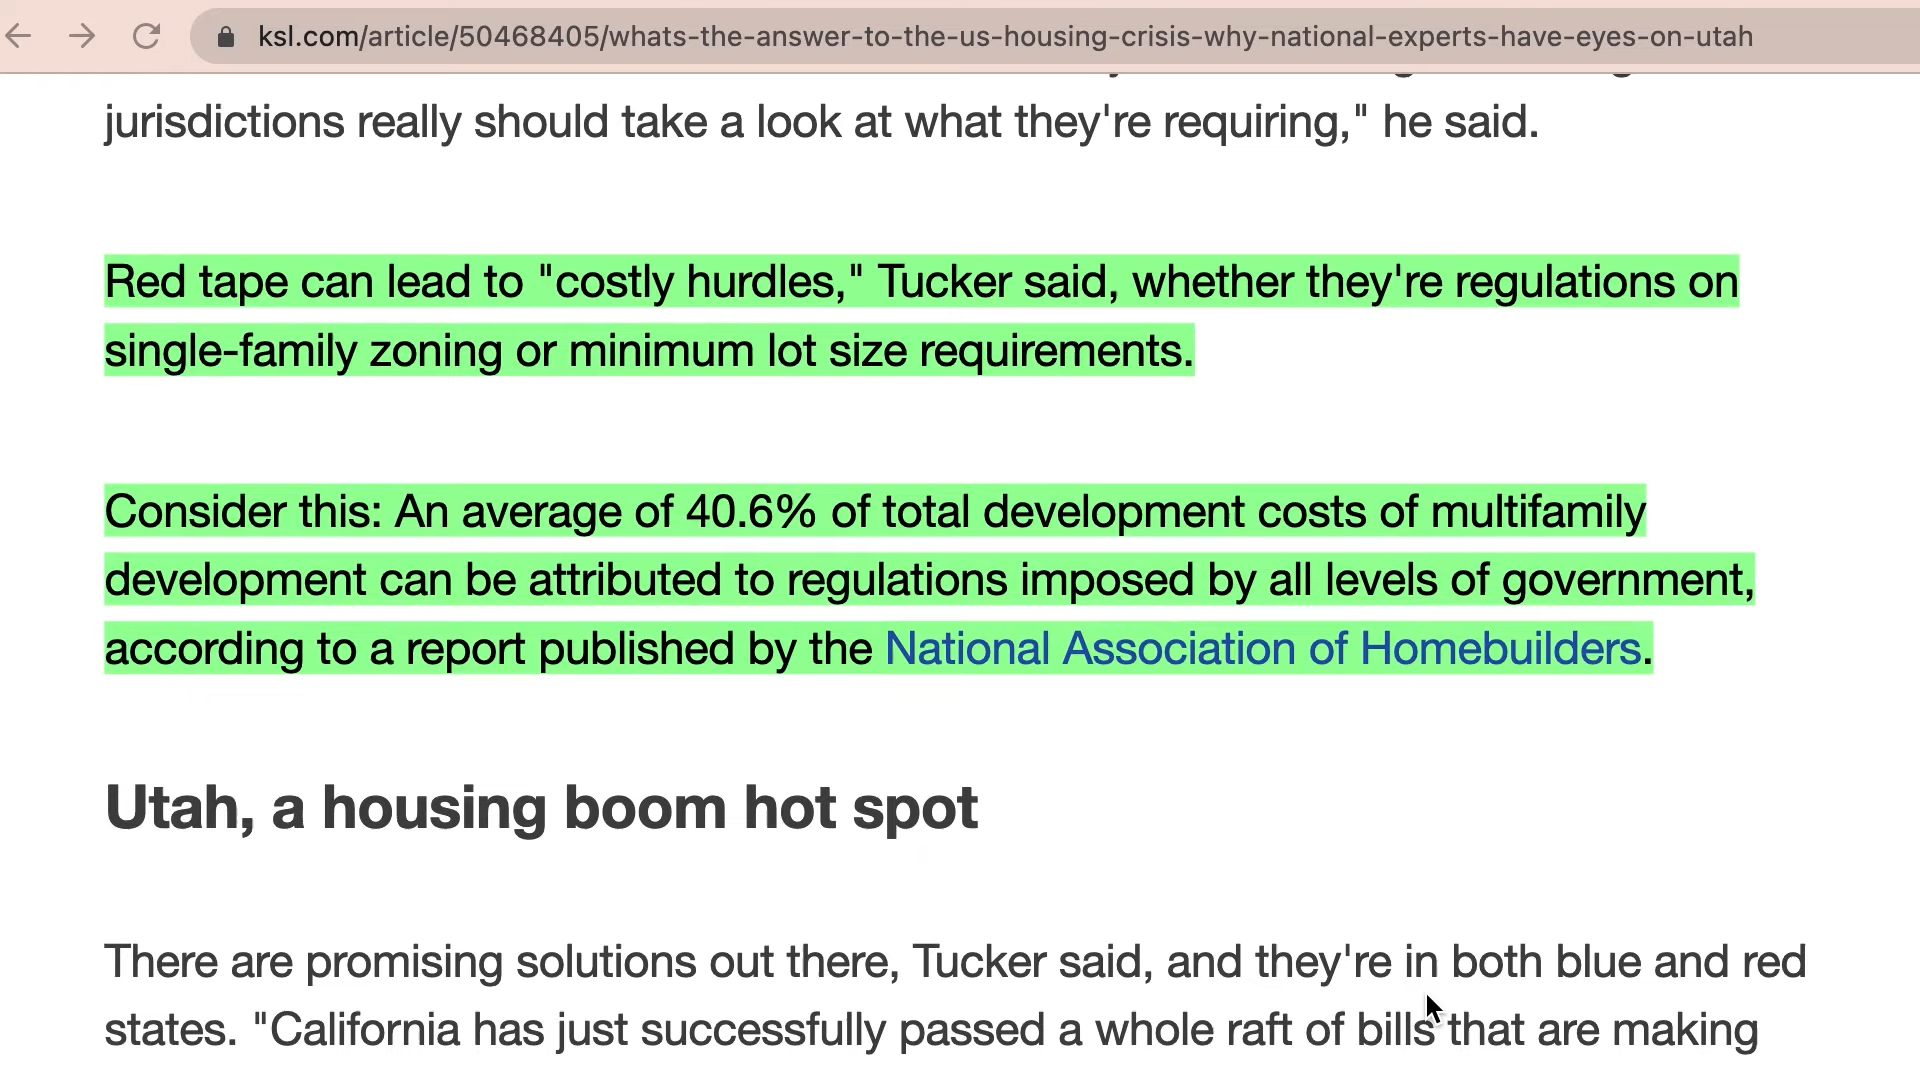 ksl.com/article/50468405/whats-the-answer-to-the-us-housing-crisis-why-national-experts-have-eyes-on-utah
jurisdictions really should take a look at what they're requiring," he said.
Red tape can lead to "costly hurdles," Tucker said, whether they're regulations on
single-family zoning or minimum lot size requirements.
Consider this: An average of 40.6% of total development costs of multifamily
development can be attributed to regulations imposed by all levels of government,
according to a report published by the National Association of Homebuilders.
Utah, a housing boom hot spot
There are promising solutions out there, Tucker said, and they're in both blue and red
states. "California has just successfully passed a whole raft of bills that are making